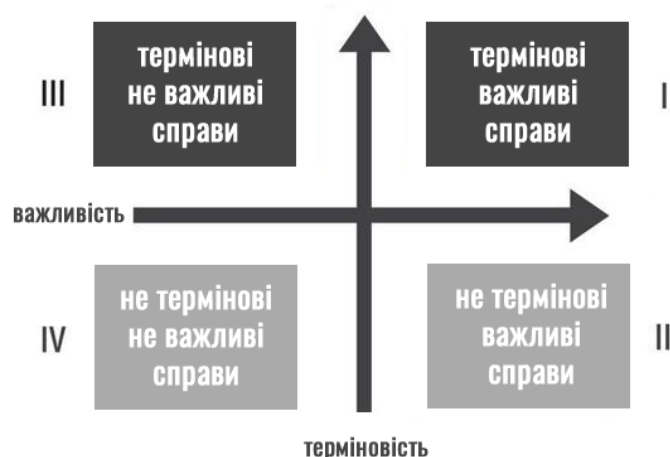 термінові
не важливі
справи
III
термінові
важливі
справи
I
важливість
не термінові
не важливі
справи
IV
не термінові
важливі
справи
II
терміновість